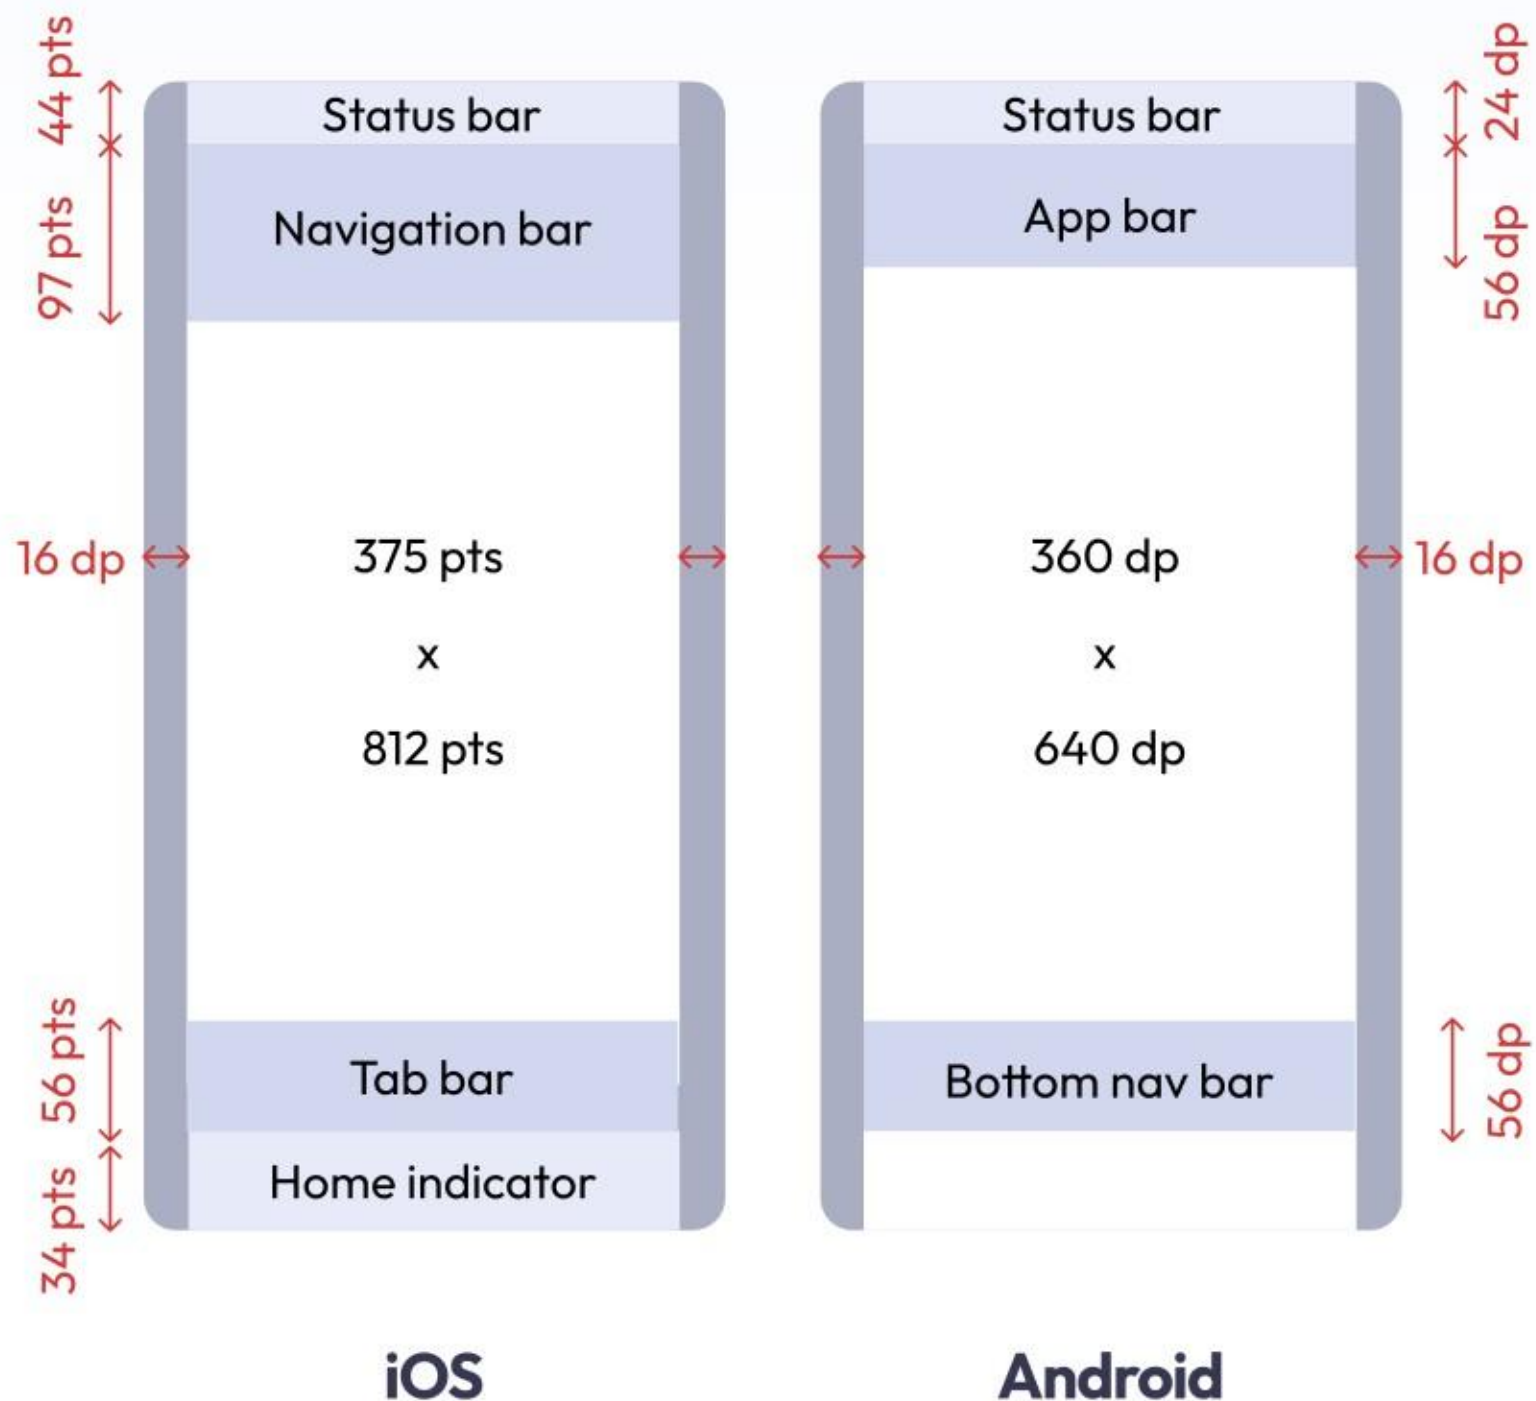 44 pts
Status bar
97 pts
Navigation bar
16 dp
375 pts
x
812 pts
56 pts
Tab bar
34 pts
Home indicator
iOS
Status bar
24 dp
App bar
56 dp
360 dp
x
640 dp
16 dp
Bottom nav bar
56 dp
Android